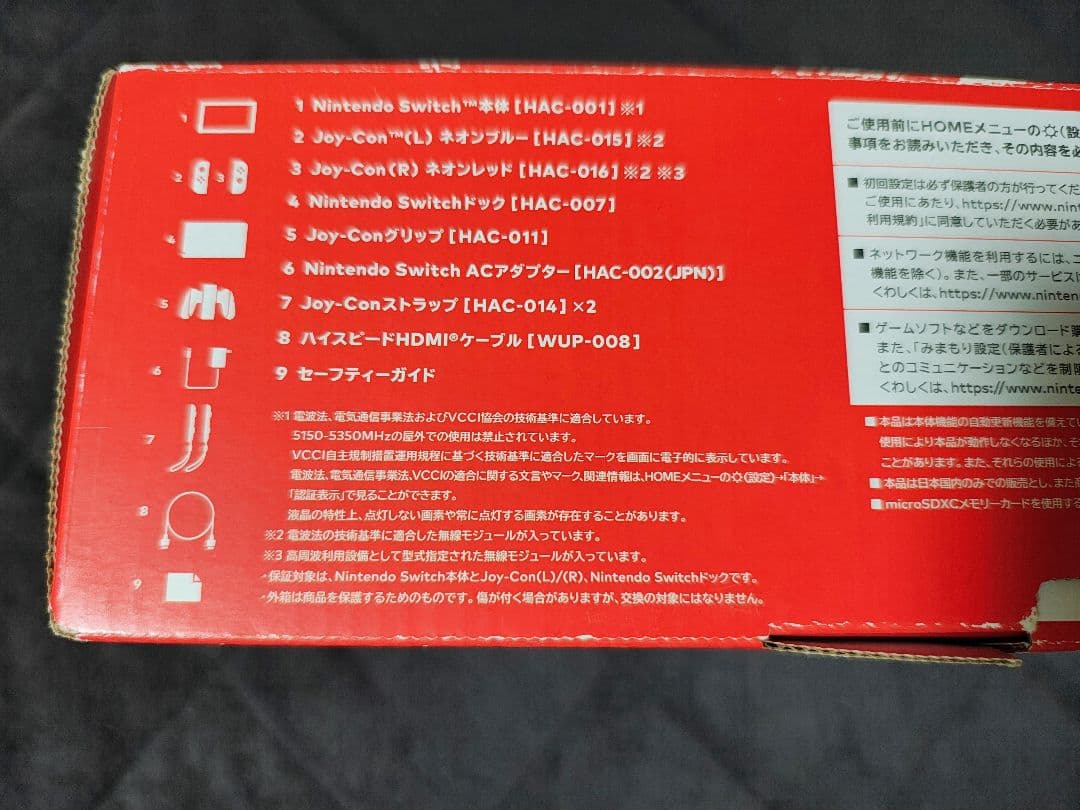 1 Nintendo Switch™本体［HAC-001］※1
2 Joy-Con™(L) ネオンブルー［HAC-015］※2
3 Joy-Con(R) ネオンレッド［HAC-016］※2 ※3
4 Nintendo Switchドック［HAC-007］
5 Joy-Conグリップ［HAC-011］
6 Nintendo Switch ACアダプター［HAC-002(JPN)］
7 Joy-Conストラップ［HAC-014］×2
8 ハイスピードHDMI®ケーブル［WUP-008］
9 セーフティーガイド
1
2 3
4
5
6
7
8
9
※1 電波法、電気通信事業法およびVCCI協会の技術基準に適合しています。
5150-5350MHzの屋外での使用は禁止されています。
VCCI自主規制措置運用規程に基づく技術基準に適合したマークを画面に電子的に表示しています。
電波法、電気通信事業法、VCCIの適合に関する文言やマーク、関連情報は、HOMEメニューの(設定)→「本体」→
「認証表示」で見ることができます。
液晶の特性上、点灯しない画素や常に点灯する画素が存在することがあります。
※2 電波法の技術基準に適合した無線モジュールが入っています。
※3 高周波利用設備として型式指定された無線モジュールが入っています。
・保証対象は、Nintendo Switch本体とJoy-Con(L)/(R)、Nintendo Switchドックです。
・外箱は商品を保護するためのものです。傷が付く場合がありますが、交換の対象にはなりません。
ご使用前にHOMEメニューの(設
事項をお読みいただき、その内容を必
■ 初回設定は必ず保護者の方が行ってくだ
ご使用にあたり、https://www.nint
利用規約」に同意していただく必要があ
■ ネットワーク機能を利用するには、
機能を除く）。また、一部のサービスに
くわしくは、https://www.ninten
■ ゲームソフトなどをダウンロード購
また、「みまもり設定（保護者による
とのコミュニケーションなどを制限
くわしくは、https://www.ninten
■本品は本体機能の自動更新機能を備えて
使用により本品が動作しなくなるほか、そ
ことがあります。また、それらの使用によ
■本品は日本国内のみでの販売とし、また商
■microSDXCメモリーカードを使用する